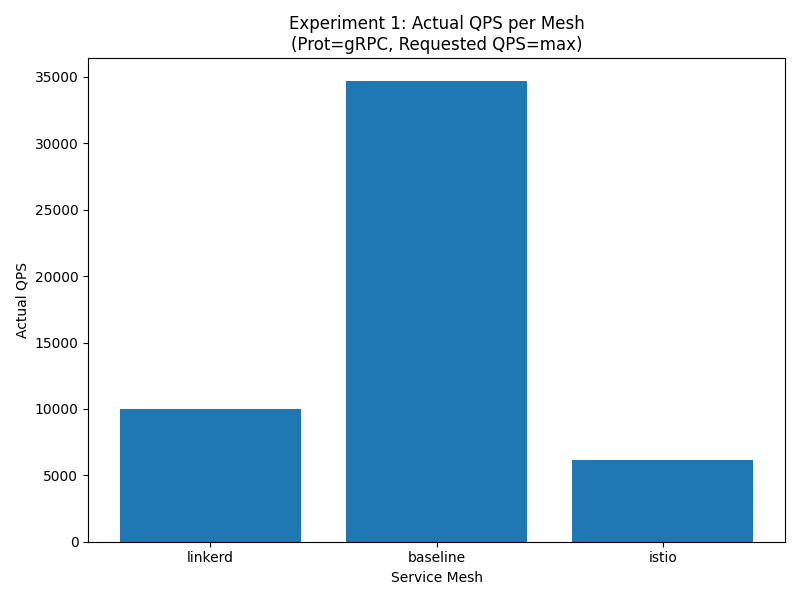 Experiment 1: Actual QPS per Mesh
(Prot=gRPC, Requested QPS=max)
Actual QPS
35000
30000
25000
20000
15000
10000
5000
0
linkerd
baseline
istio
Service Mesh